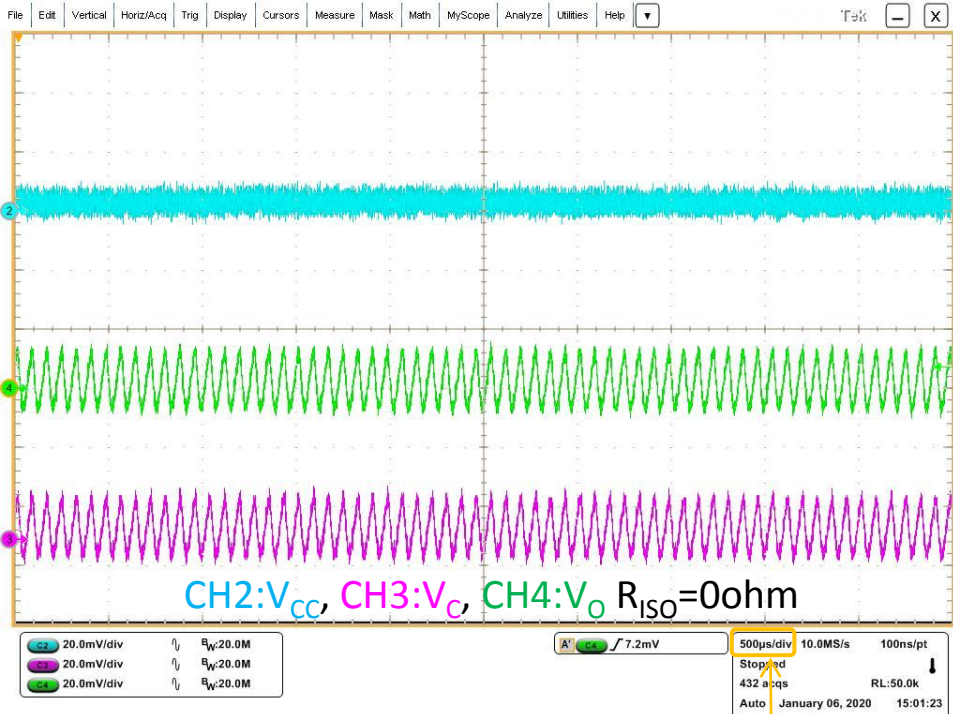 File Edit Vertical Horiz/Acq Trig Display Cursors Measure Mask Math MyScope Analyze Utilities Help Tek
2
4
3
CH2:VCC, CH3:VC, CH4:VO RISO=0ohm
C2 20.0mV/div BW:20.0M
C3 20.0mV/div BW:20.0M
C4 20.0mV/div BW:20.0M
A' C4 7.2mV
500µs/div 10.0MS/s 100ns/pt
Stopped
432 acqs RL:50.0k
Auto January 06, 2020 15:01:23